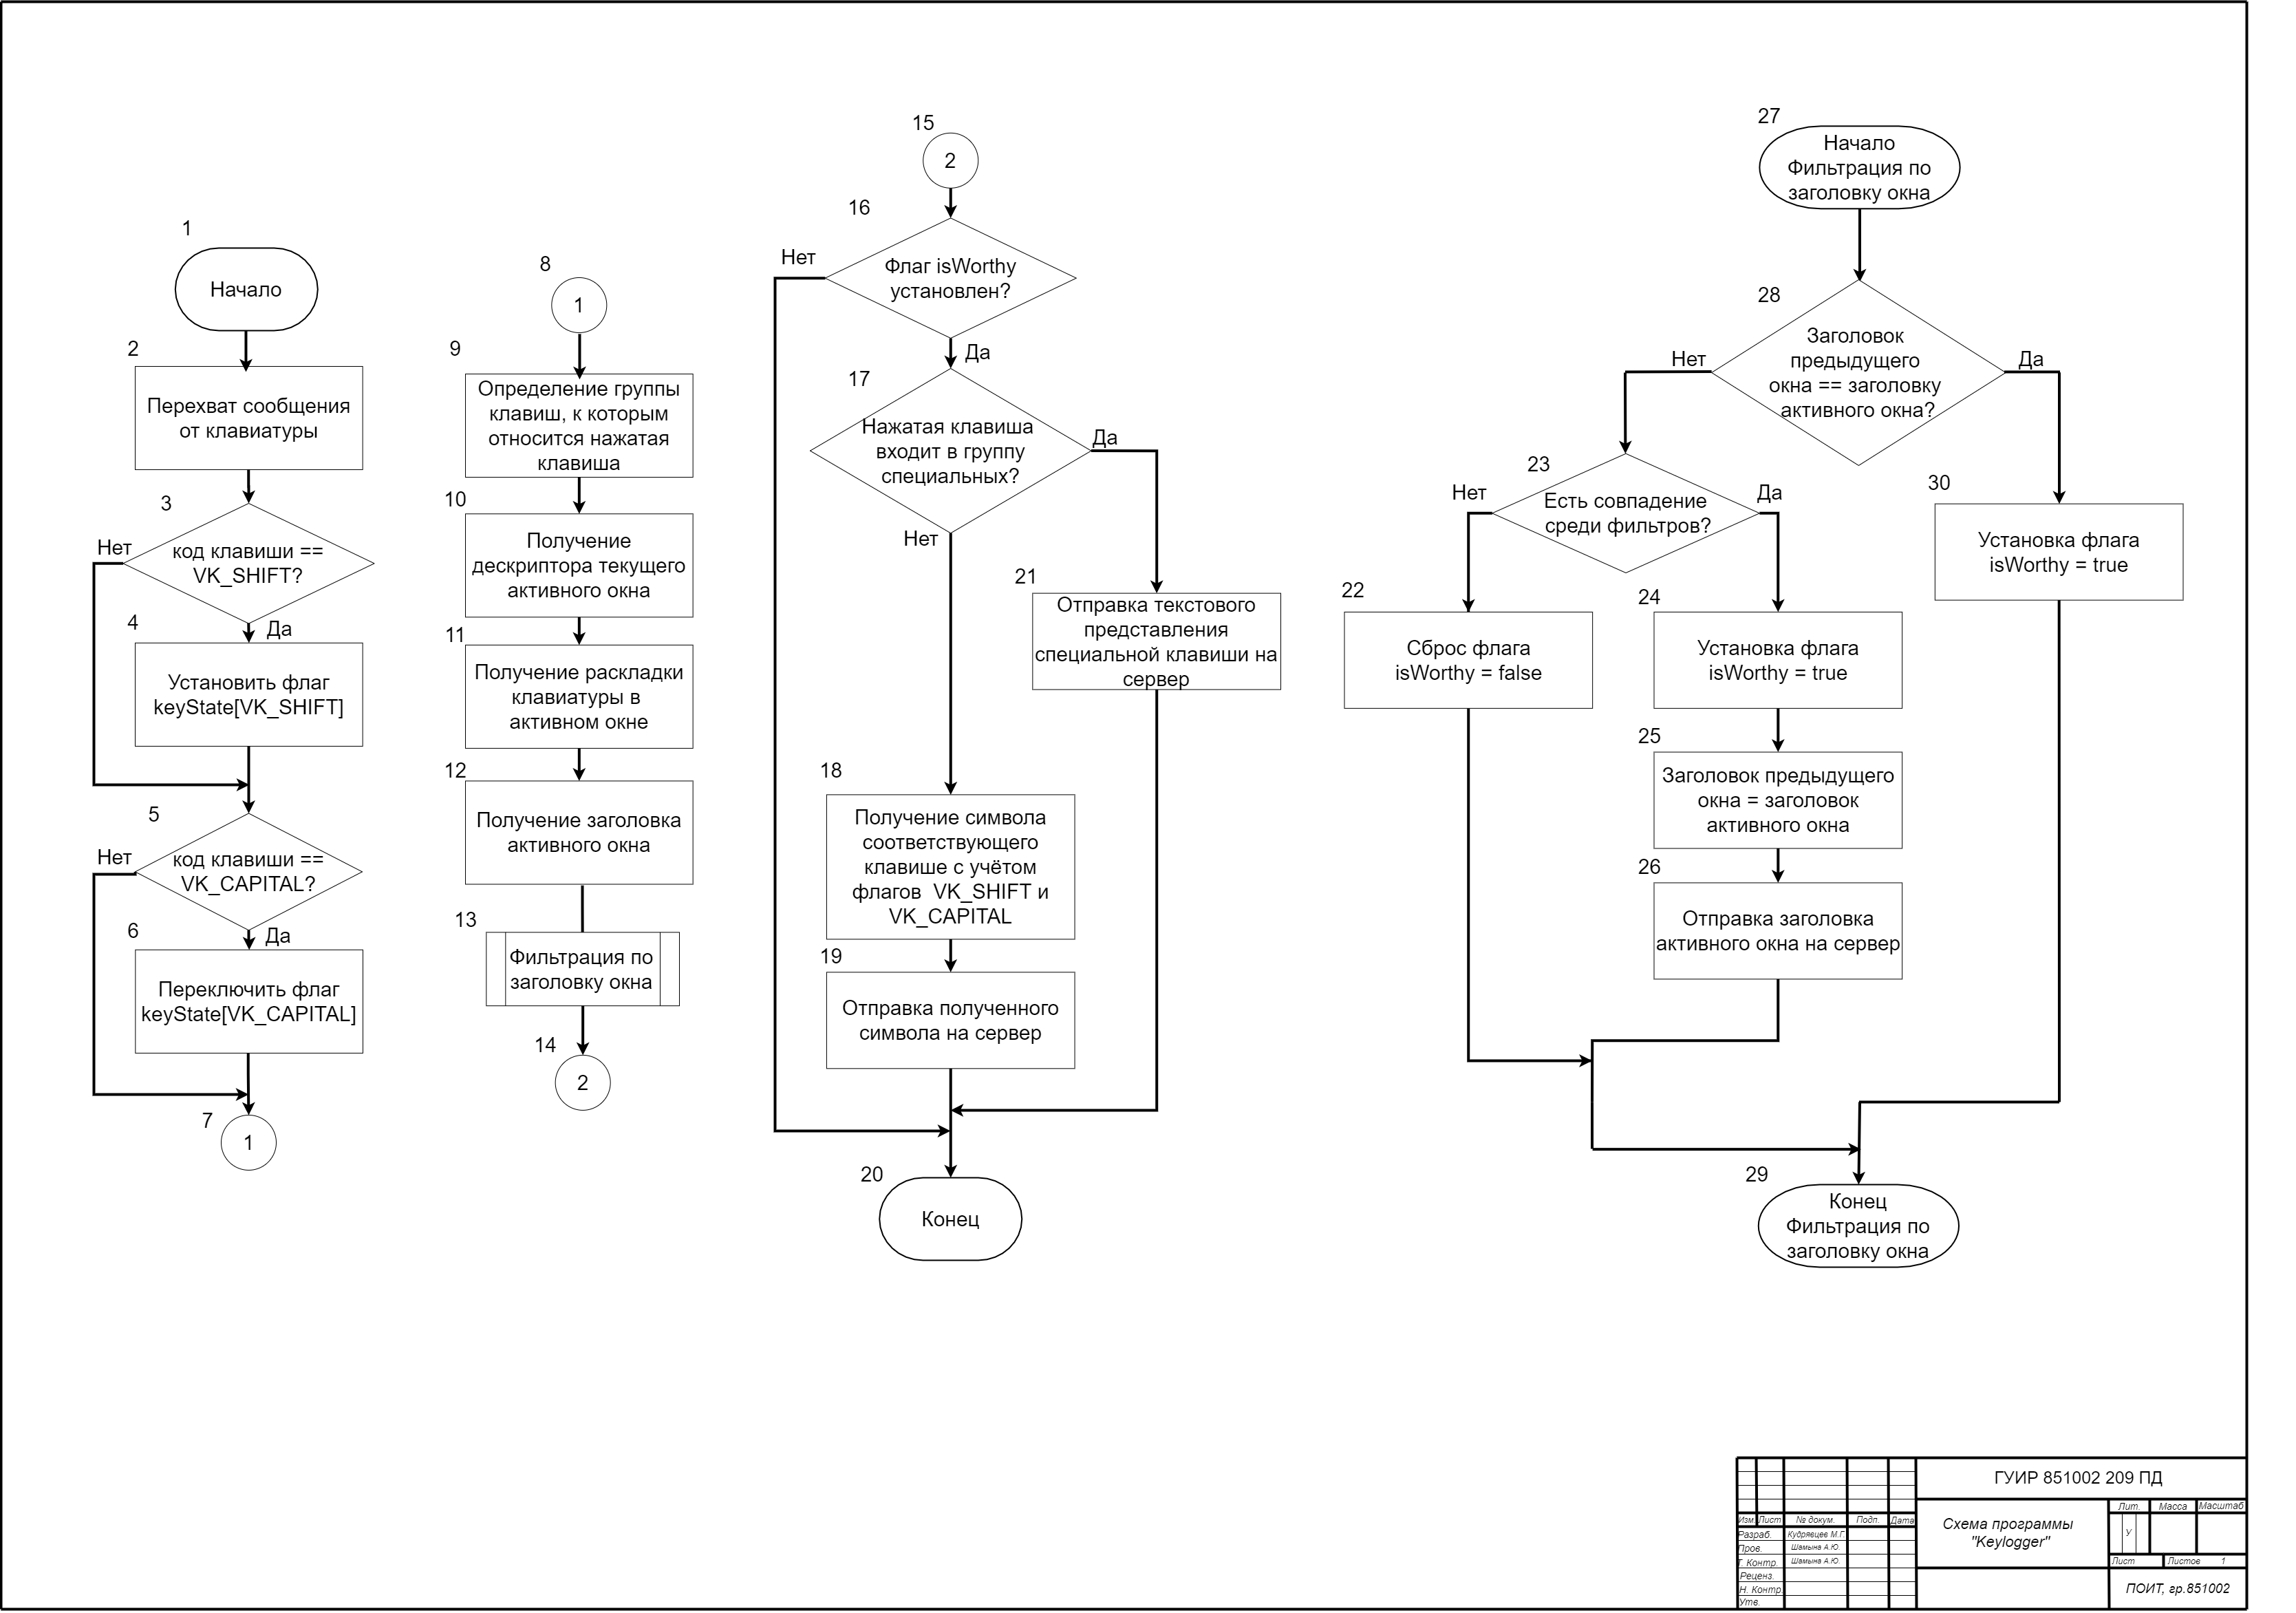 1
Начало
2
Перехват сообщения
от клавиатуры
3
Нет
код клавиши ==
VK_SHIFT?
Да
4
Установить флаг
keyState[VK_SHIFT]
5
Нет
код клавиши ==
VK_CAPITAL?
Да
6
Переключить флаг
keyState[VK_CAPITAL]
7
1
8
1
9
Определение группы
клавиш, к которым
относится нажатая
клавиша
10
Получение
дескриптора текущего
активного окна
11
Получение раскладки
клавиатуры в
активном окне
12
Получение заголовка
активного окна
13
Фильтрация по
заголовку окна
14
2
15
2
16
Нет
Флаг isWorthy
установлен?
Да
17
Нажатая клавиша
входит в группу
специальных?
Да
Нет
21
Отправка текстового
представления
специальной клавиши на
сервер
18
Получение символа
соответствующего
клавише с учётом
флагов VK_SHIFT и
VK_CAPITAL
19
Отправка полученного
символа на сервер
20
Конец
27
Начало
Фильтрация по
заголовку окна
28
Заголовок
предыдущего
окна == заголовку
активного окна?
Нет
Да
23
Есть совпадение
среди фильтров?
Нет
Да
30
Установка флага
isWorthy = true
22
Сброс флага
isWorthy = false
24
Установка флага
isWorthy = true
25
Заголовок предыдущего
окна = заголовок
активного окна
26
Отправка заголовка
активного окна на сервер
29
Конец
Фильтрация по
заголовку окна
ГУИР 851002 209 ПД
Изм. Лист № докум. Подп. Дата
Разраб. Кудрявцев М.Г.
Пров. Шамына А.Ю.
Т. Контр. Шамына А.Ю.
Реценз.
Н. Контр.
Утв.
Схема программы
"Keylogger"
Лит. Масса Масштаб
У
Лист Листов 1
ПОИТ, гр.851002